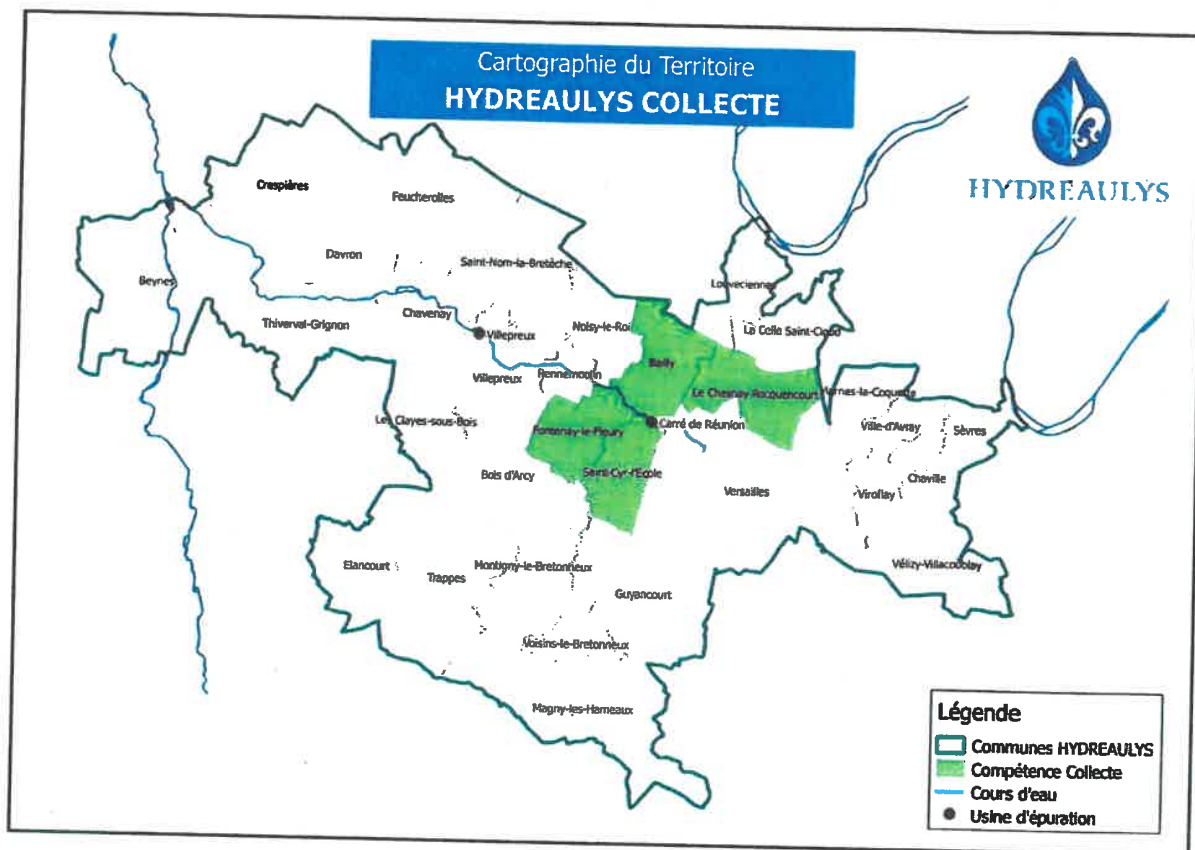 Cartographie du Territoire
HYDREAULYS COLLECTE
HYDREAULYS
Crespières
Feucherolles
Davron
Saint-Nom-la-Bretèche
Beynes
Louveciennes
Thiverval-Grignon
Chavenay
Villepreux
Noisy-le-Roi
La Celle Saint-Cloud
Bailly
Villepreux
Rennemoulin
Le Chesnay-Rocquencourt
Marnes-la-Coquette
Les Clayes-sous-Bois
Fontenay-le-Fleury
Carré de Réunion
Ville-d'Avray
Sèvres
Bois d'Arcy
Saint-Cyr-l'Ecole
Versailles
Viroflay
Chaville
Elancourt
Trappes
Montigny-le-Bretonneux
Guyancourt
Vélizy-Villacoublay
Voisins-le-Bretonneux
Magny-les-Hameaux
Légende
Communes HYDREAULYS
Compétence Collecte
Cours d'eau
Usine d'épuration